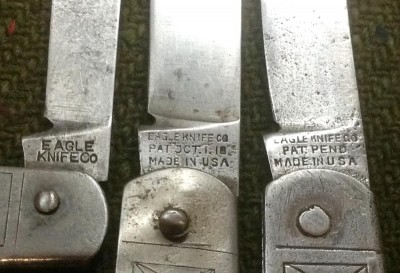 EAGLE
KNIFE CO
EAGLE KNIFE CO
PAT. OCT. 1. 18
MADE IN USA
EAGLE KNIFE CO
PAT. PEND
MADE IN U.S.A.